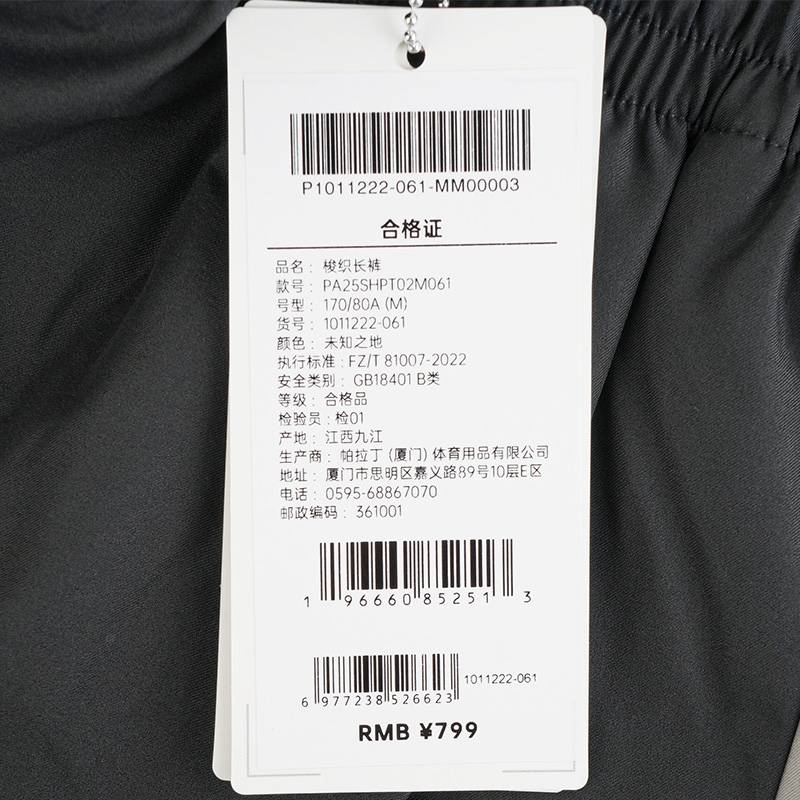 P1011222-061-MM00003
合格证
品名：梭织长裤
款号：PA25SHPT02M061
号型：170/80A (M)
货号：1011222-061
颜色：未知之地
执行标准：FZ/T 81007-2022
安全类别：GB18401 B类
等级：合格品
检验员：检01
产地：江西九江
生产商：帕拉丁（厦门）体育用品有限公司
地址：厦门市思明区嘉义路89号10层E区
电话：0595-68867070
邮政编码：361001
1 96660 85251 3
1011222-061
6 977238 526623
RMB ¥799